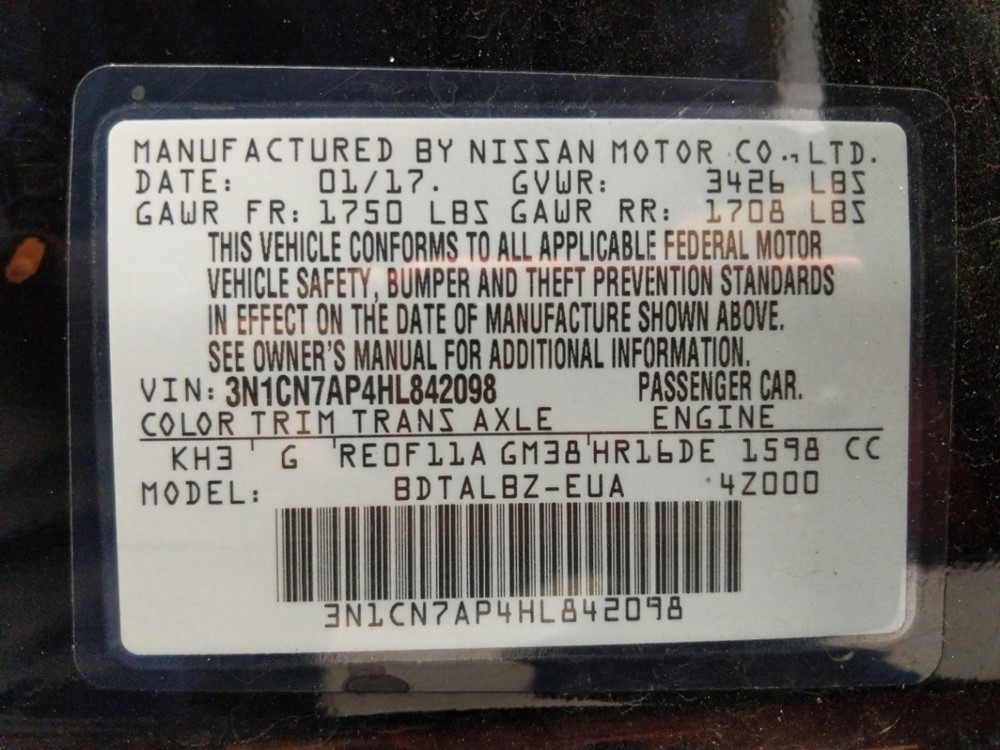 MANUFACTURED BY NISSAN MOTOR CO., LTD.
DATE: 01/17. GVWR: 3426 LBS
GAWR FR: 1750 LBS GAWR RR: 1708 LBS
THIS VEHICLE CONFORMS TO ALL APPLICABLE FEDERAL MOTOR
VEHICLE SAFETY, BUMPER AND THEFT PREVENTION STANDARDS
IN EFFECT ON THE DATE OF MANUFACTURE SHOWN ABOVE.
SEE OWNER'S MANUAL FOR ADDITIONAL INFORMATION.
VIN: 3N1CN7AP4HL842098 PASSENGER CAR.
COLOR TRIM TRANS AXLE ENGINE
KH3 ' G ' RE0F11A GM38 ' HR16DE 1598 CC
MODEL: BDTALBZ-EUA 4Z000
3N1CN7AP4HL842098